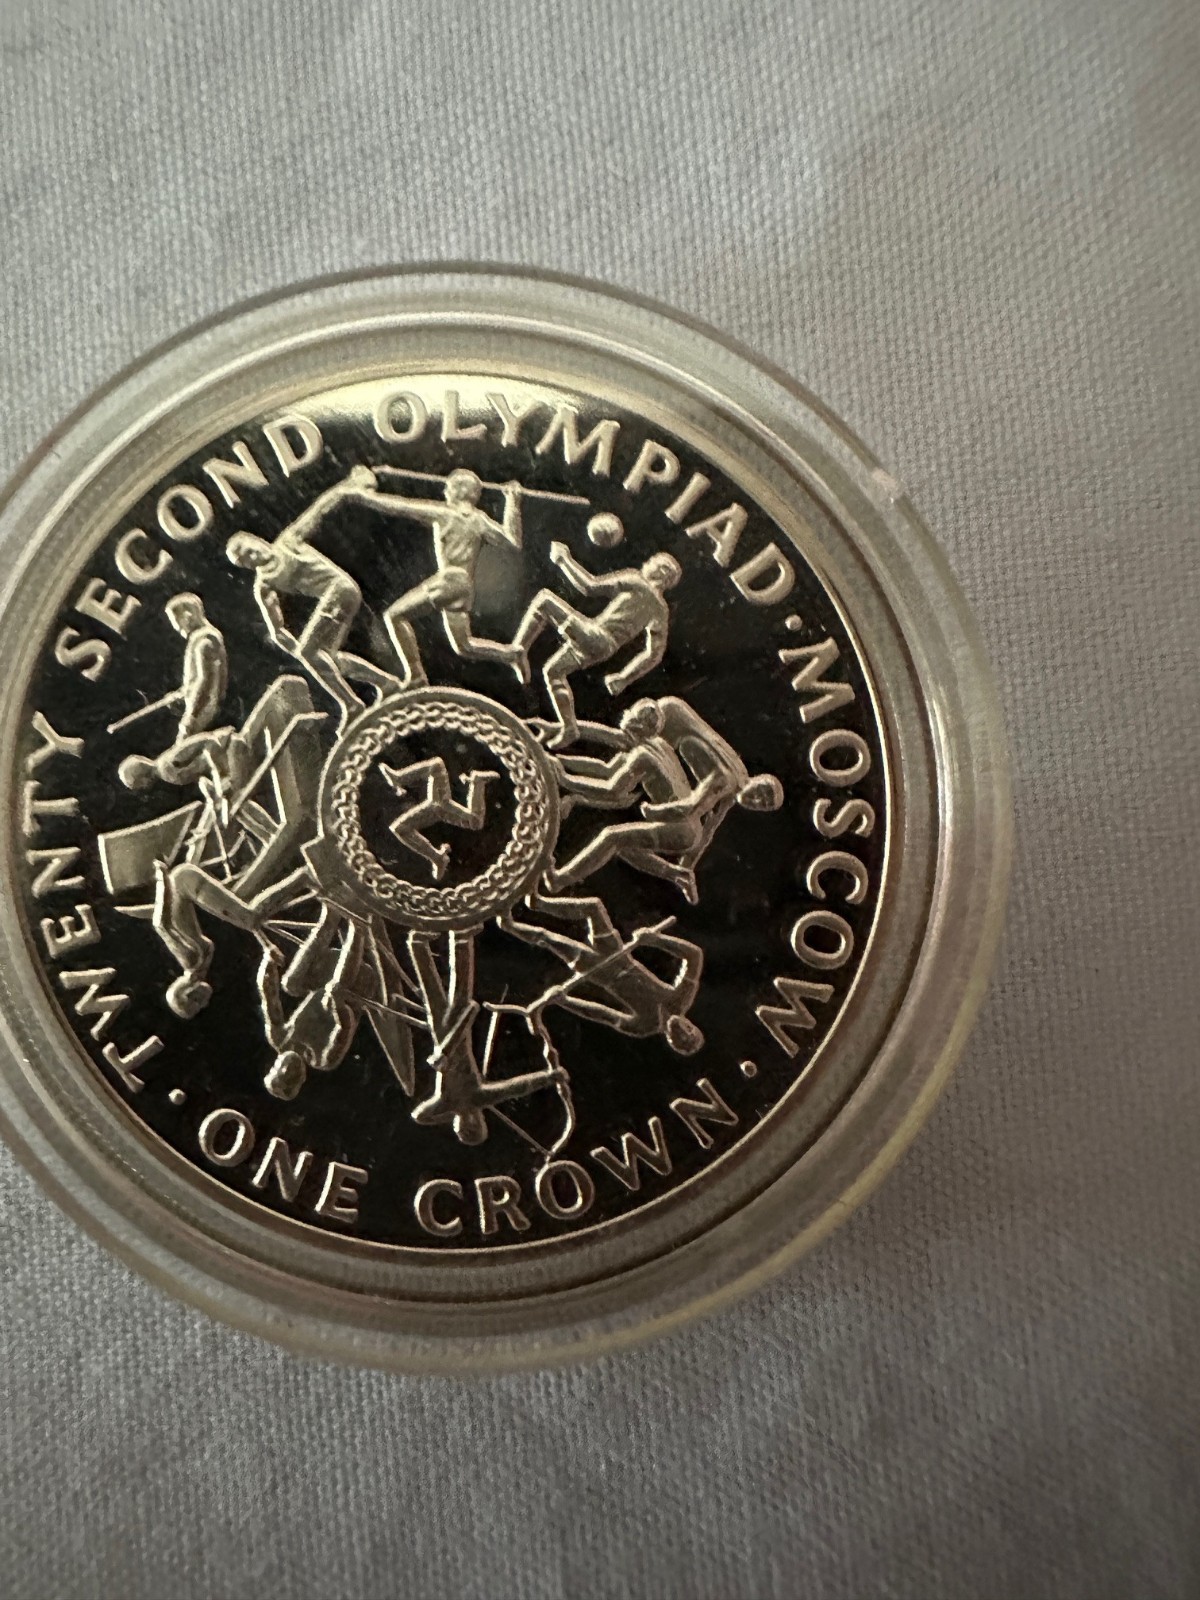 TWENTY SECOND OLYMPIAD · MOSCOW ·
ONE CROWN ·